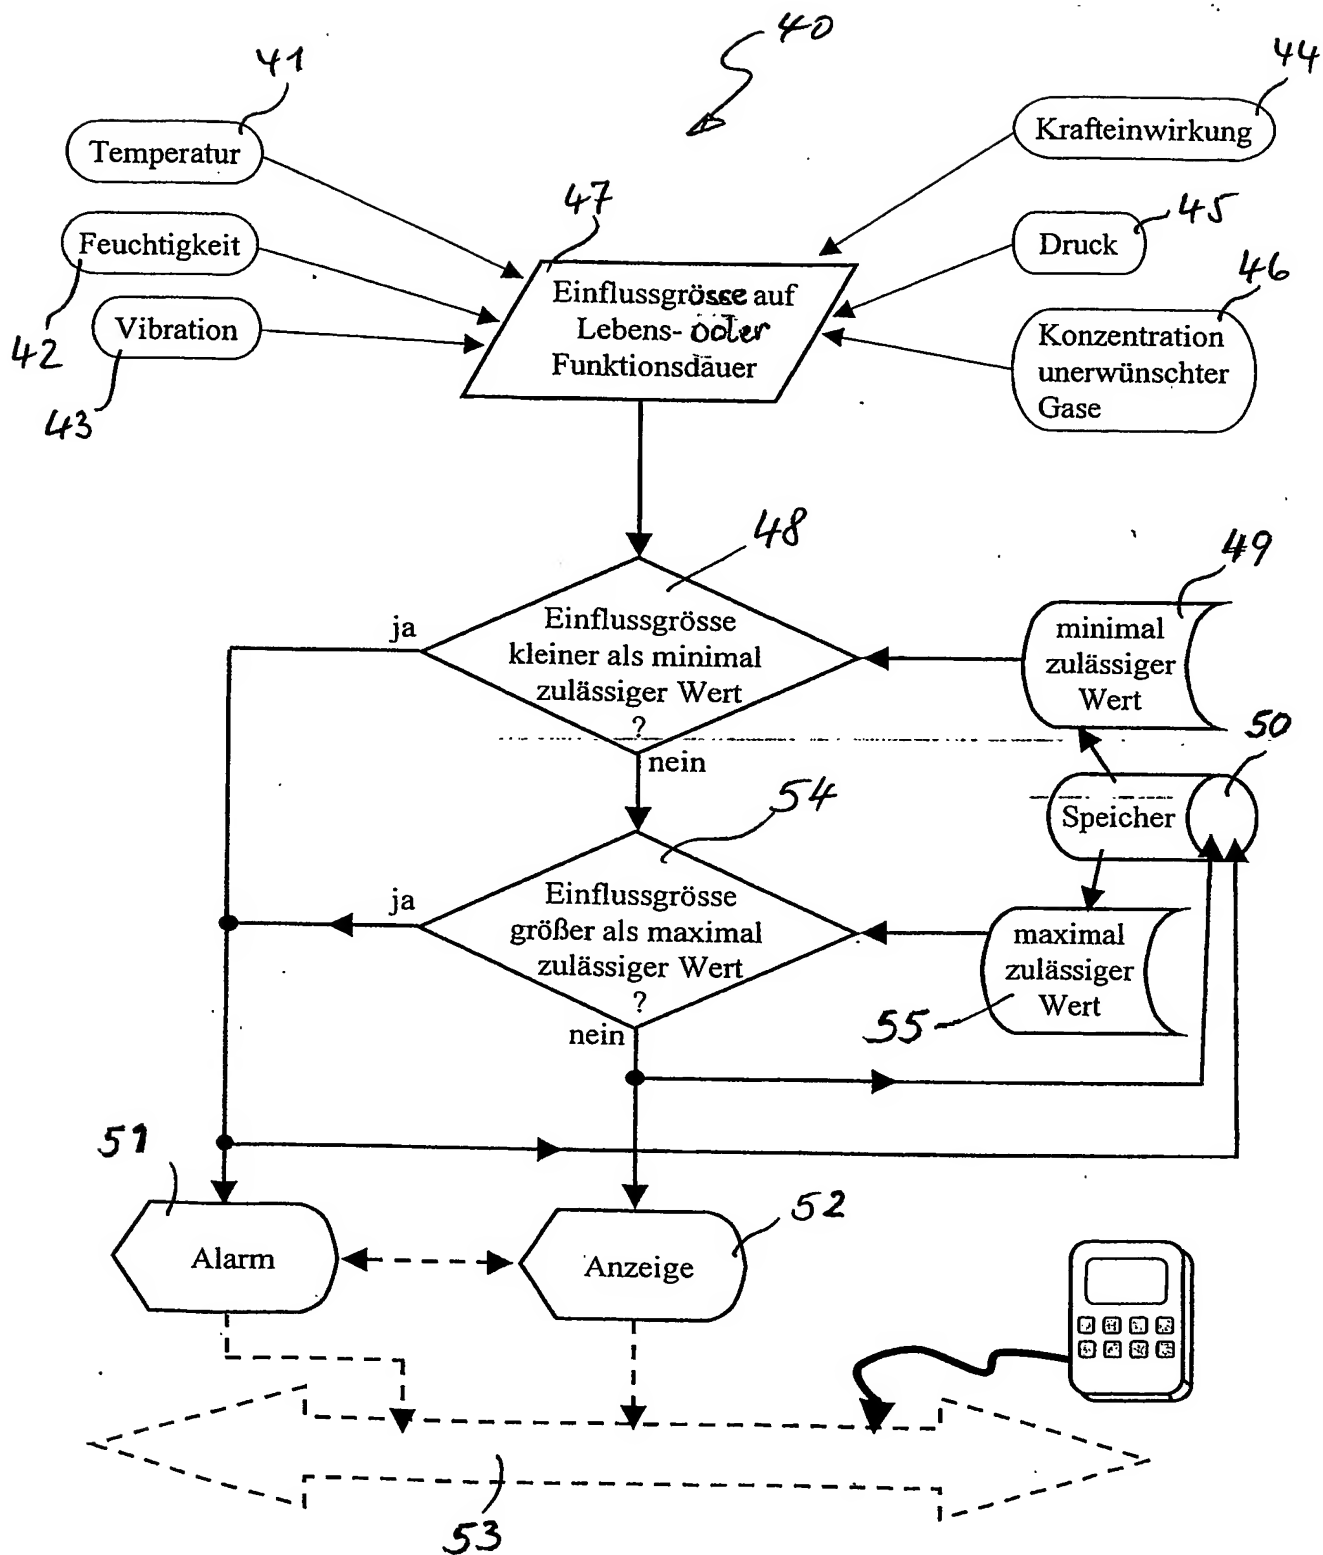 40
41
44
Temperatur
Krafteinwirkung
47
45
Feuchtigkeit
Druck
42
46
Vibration
43
Einflussgrösse auf
Lebens- oder
Funktionsdauer
Konzentration
unerwünschter
Gase
48
49
ja
Einflussgrösse
kleiner als minimal
zulässiger Wert
?
minimal
zulässiger
Wert
50
nein
54
Speicher
ja
Einflussgrösse
größer als maximal
zulässiger Wert
?
maximal
zulässiger
Wert
55
nein
51
52
Alarm
Anzeige
53